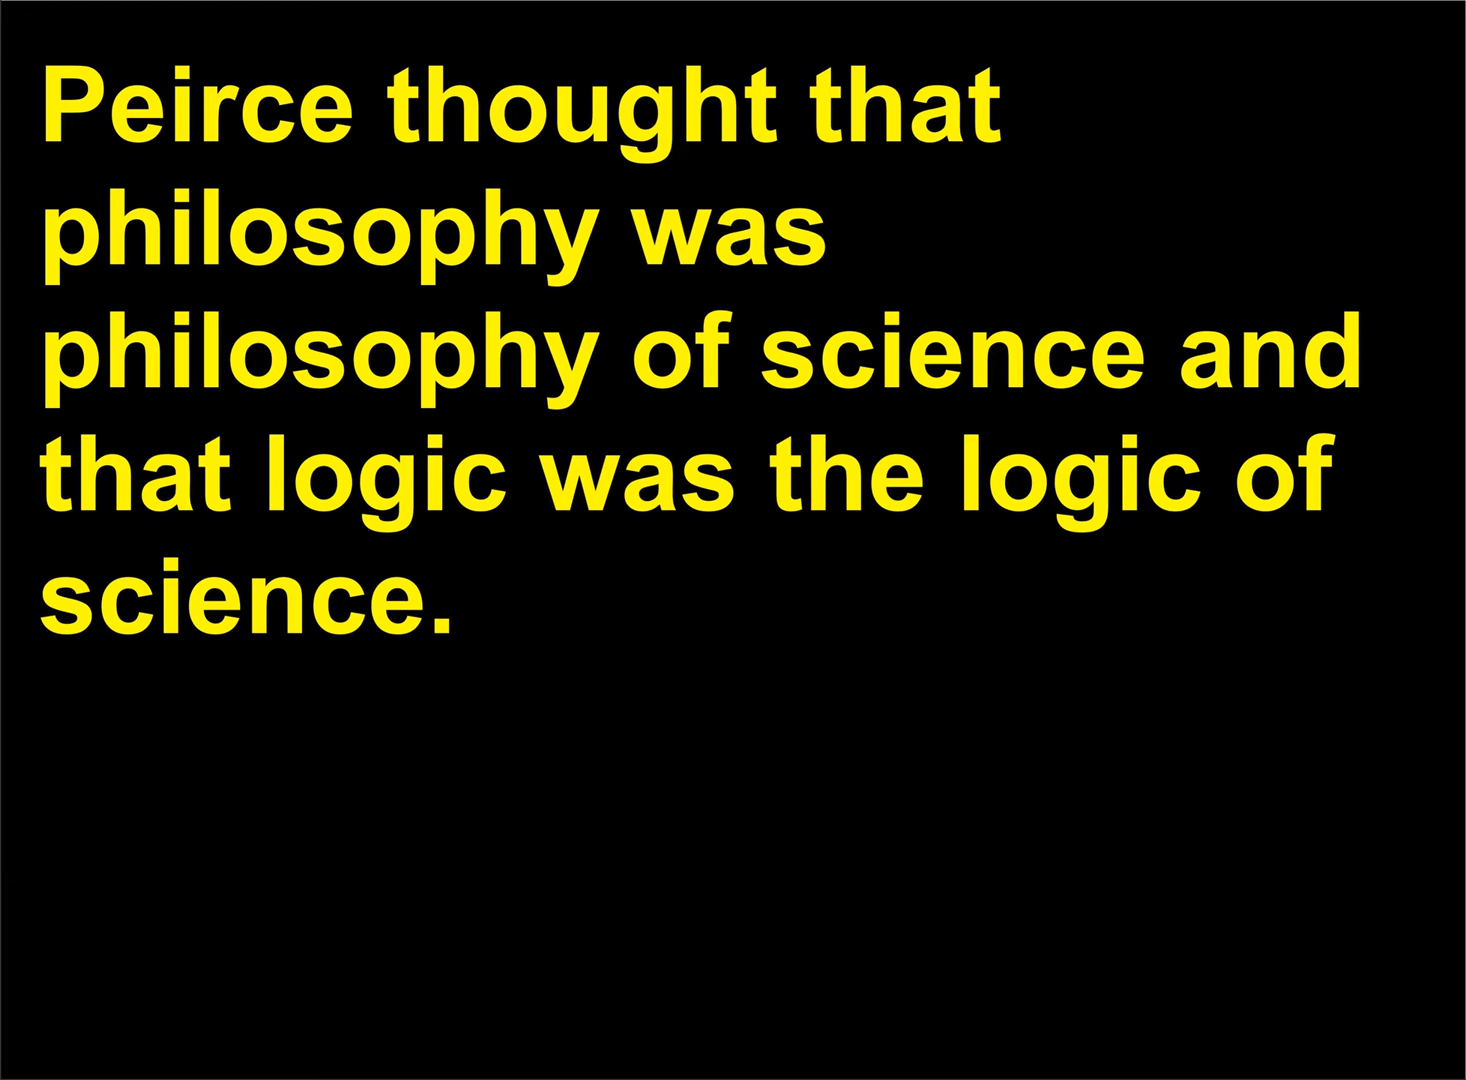 Peirce thought that
philosophy was
philosophy of science and
that logic was the logic of
science.